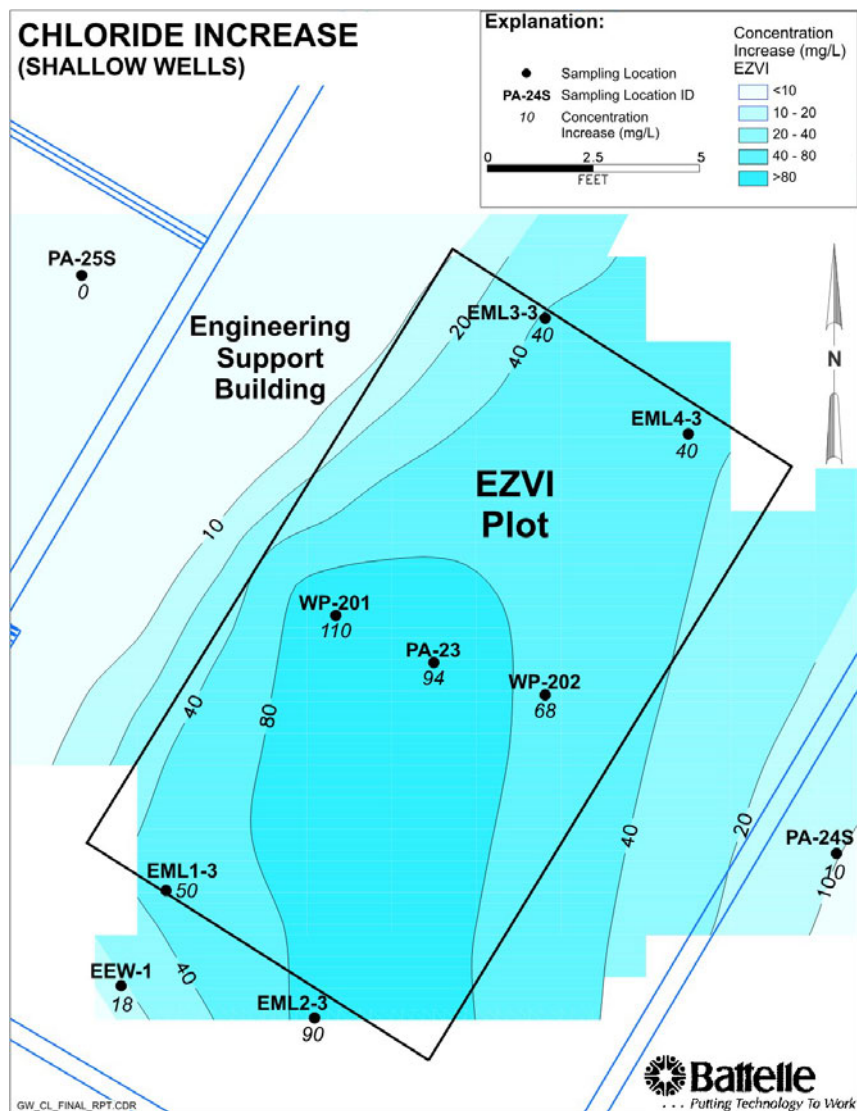 CHLORIDE INCREASE
(SHALLOW WELLS)
Explanation:
Sampling Location
PA-24S Sampling Location ID
10 Concentration
Increase (mg/L)
0 2.5 5
FEET
Concentration
Increase (mg/L)
EZVI
<10
10 - 20
20 - 40
40 - 80
>80
PA-25S
0
Engineering
Support
Building
20
40
EML3-3
40
40
N
EML4-3
40
EZVI
Plot
10
WP-201
110
PA-23
94
WP-202
68
40
80
40
20
PA-24S
10
10
EML1-3
50
EEW-1
18
40
EML2-3
90
Battelle
. . . Putting Technology To Work
GW_CL_FINAL_RPT.CDR